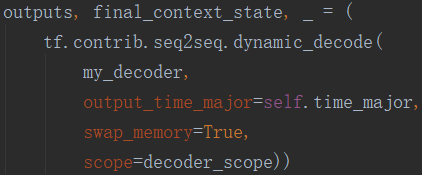 outputs, final_context_state, _ = (
tf.contrib.seq2seq.dynamic_decode(
my_decoder,
output_time_major=self.time_major,
swap_memory=True,
scope=decoder_scope))